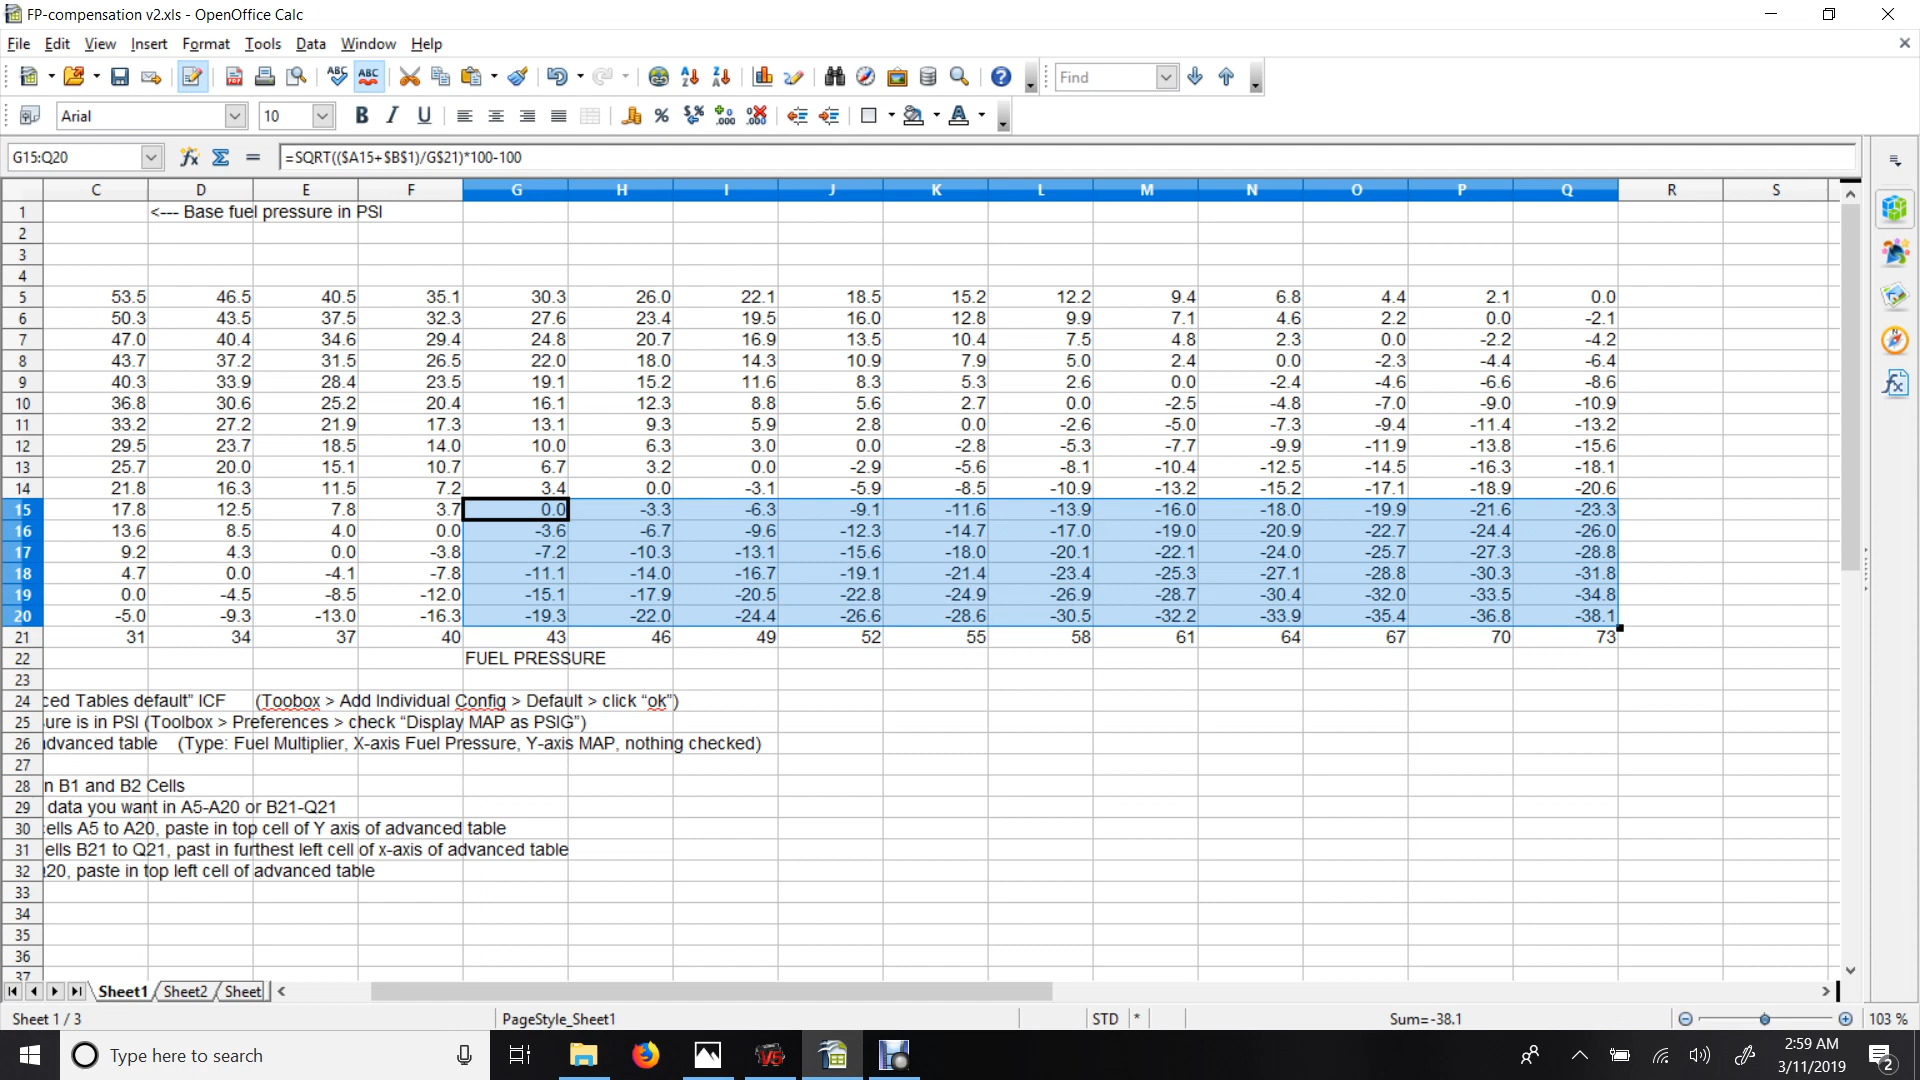 FP-compensation v2.xls - OpenOffice Calc
File Edit View Insert Format Tools Data Window Help
Find
Arial 10
G15:Q20 =SQRT(($A15+$B$1)/G$21)*100-100
C D E F G H I J K L M N O P Q R S
1 <--- Base fuel pressure in PSI
2
3
4
5 53.5 46.5 40.5 35.1 30.3 26.0 22.1 18.5 15.2 12.2 9.4 6.8 4.4 2.1 0.0
6 50.3 43.5 37.5 32.3 27.6 23.4 19.5 16.0 12.8 9.9 7.1 4.6 2.2 0.0 -2.1
7 47.0 40.4 34.6 29.4 24.8 20.7 16.9 13.5 10.4 7.5 4.8 2.3 0.0 -2.2 -4.2
8 43.7 37.2 31.5 26.5 22.0 18.0 14.3 10.9 7.9 5.0 2.4 0.0 -2.3 -4.4 -6.4
9 40.3 33.9 28.4 23.5 19.1 15.2 11.6 8.3 5.3 2.6 0.0 -2.4 -4.6 -6.6 -8.6
10 36.8 30.6 25.2 20.4 16.1 12.3 8.8 5.6 2.7 0.0 -2.5 -4.8 -7.0 -9.0 -10.9
11 33.2 27.2 21.9 17.3 13.1 9.3 5.9 2.8 0.0 -2.6 -5.0 -7.3 -9.4 -11.4 -13.2
12 29.5 23.7 18.5 14.0 10.0 6.3 3.0 0.0 -2.8 -5.3 -7.7 -9.9 -11.9 -13.8 -15.6
13 25.7 20.0 15.1 10.7 6.7 3.2 0.0 -2.9 -5.6 -8.1 -10.4 -12.5 -14.5 -16.3 -18.1
14 21.8 16.3 11.5 7.2 3.4 0.0 -3.1 -5.9 -8.5 -10.9 -13.2 -15.2 -17.1 -18.9 -20.6
15 17.8 12.5 7.8 3.7 0.0 -3.3 -6.3 -9.1 -11.6 -13.9 -16.0 -18.0 -19.9 -21.6 -23.3
16 13.6 8.5 4.0 0.0 -3.6 -6.7 -9.6 -12.3 -14.7 -17.0 -19.0 -20.9 -22.7 -24.4 -26.0
17 9.2 4.3 0.0 -3.8 -7.2 -10.3 -13.1 -15.6 -18.0 -20.1 -22.1 -24.0 -25.7 -27.3 -28.8
18 4.7 0.0 -4.1 -7.8 -11.1 -14.0 -16.7 -19.1 -21.4 -23.4 -25.3 -27.1 -28.8 -30.3 -31.8
19 0.0 -4.5 -8.5 -12.0 -15.1 -17.9 -20.5 -22.8 -24.9 -26.9 -28.7 -30.4 -32.0 -33.5 -34.8
20 -5.0 -9.3 -13.0 -16.3 -19.3 -22.0 -24.4 -26.6 -28.6 -30.5 -32.2 -33.9 -35.4 -36.8 -38.1
21 31 34 37 40 43 46 49 52 55 58 61 64 67 70 73
22 FUEL PRESSURE
23
24 ced Tables default” ICF (Toobox > Add Individual Config > Default > click “ok”)
25 ure is in PSI (Toolbox > Preferences > check “Display MAP as PSIG”)
26 dvanced table (Type: Fuel Multiplier, X-axis Fuel Pressure, Y-axis MAP, nothing checked)
27
28 n B1 and B2 Cells
29 data you want in A5-A20 or B21-Q21
30 ells A5 to A20, paste in top cell of Y axis of advanced table
31 ells B21 to Q21, past in furthest left cell of x-axis of advanced table
32 20, paste in top left cell of advanced table
33
34
35
36
37
Sheet1 Sheet2 Sheet
Sheet 1 / 3 PageStyle_Sheet1 STD * Sum=-38.1 103 %
Type here to search
2:59 AM
3/11/2019
2